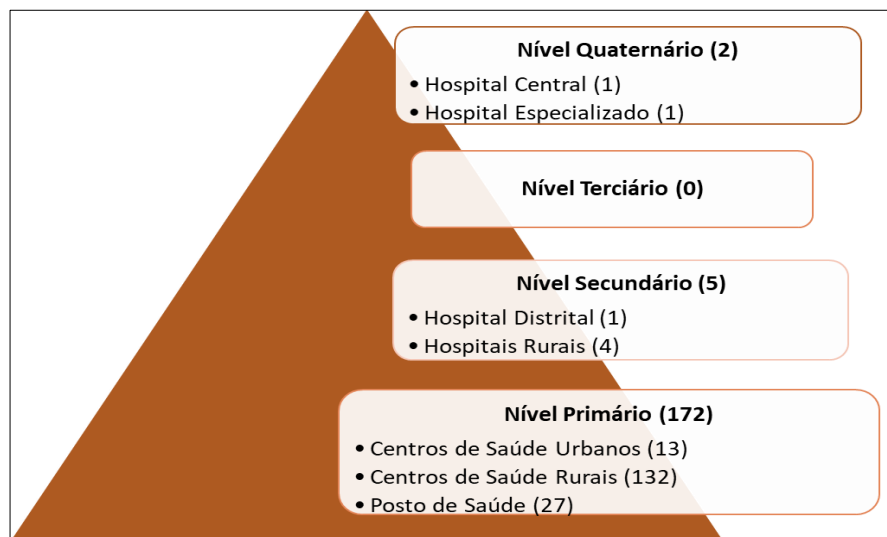 Nível Quaternário (2)
• Hospital Central (1)
• Hospital Especializado (1)
Nível Terciário (0)
Nível Secundário (5)
• Hospital Distrital (1)
• Hospitais Rurais (4)
Nível Primário (172)
• Centros de Saúde Urbanos (13)
• Centros de Saúde Rurais (132)
• Posto de Saúde (27)